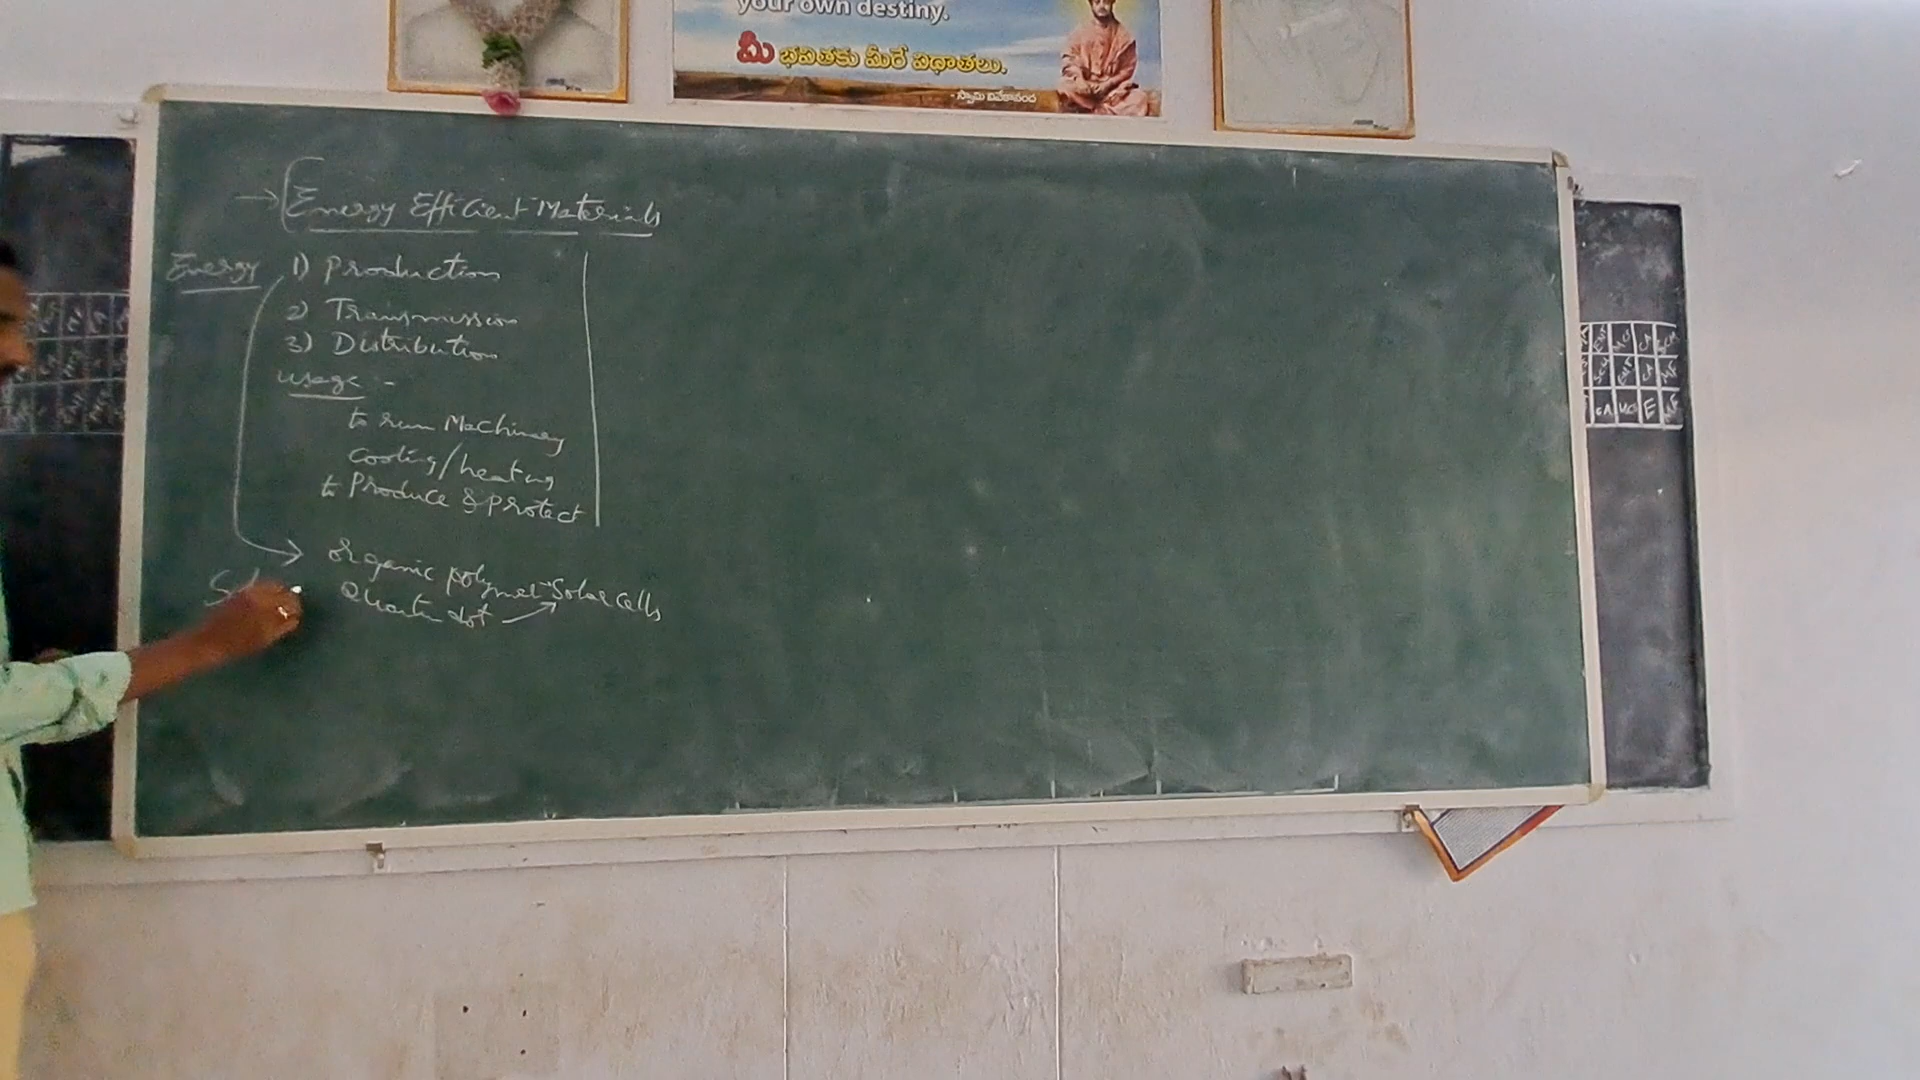 your own destiny.
మీ భవితకు మీరే విధాతలు.
- స్వామి వివేకానంద
→ Energy Efficient Materials
Energy 1) Production
2) Transmission
3) Distribution
usage -
to run Machinery
cooling/heating
to Produce & protect
→ organic polymer → Solar Cells
Quantum dot →